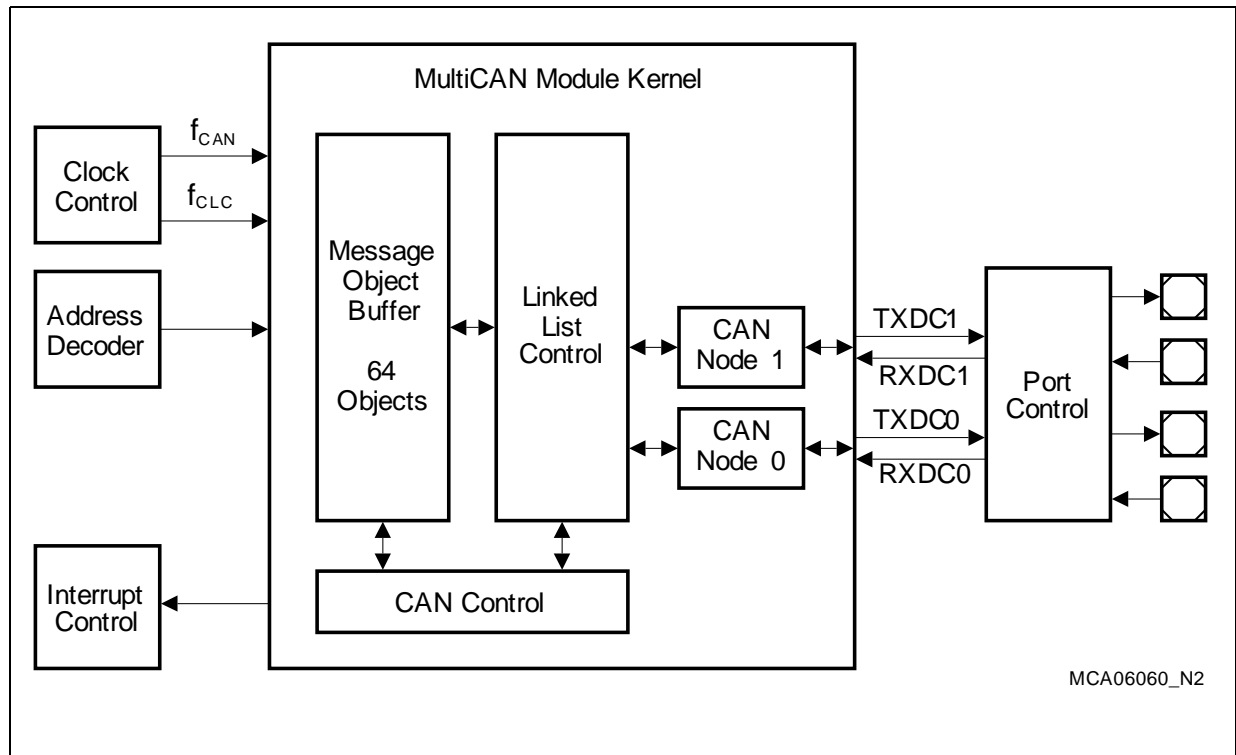 MultiCAN Module Kernel
fCAN
Clock
Control
fCLC
Address
Decoder
Interrupt
Control
Message
Object
Buffer
64
Objects
Linked
List
Control
CAN
Node 1
CAN
Node 0
CAN Control
TXDC1
RXDC1
TXDC0
RXDC0
Port
Control
MCA06060_N2